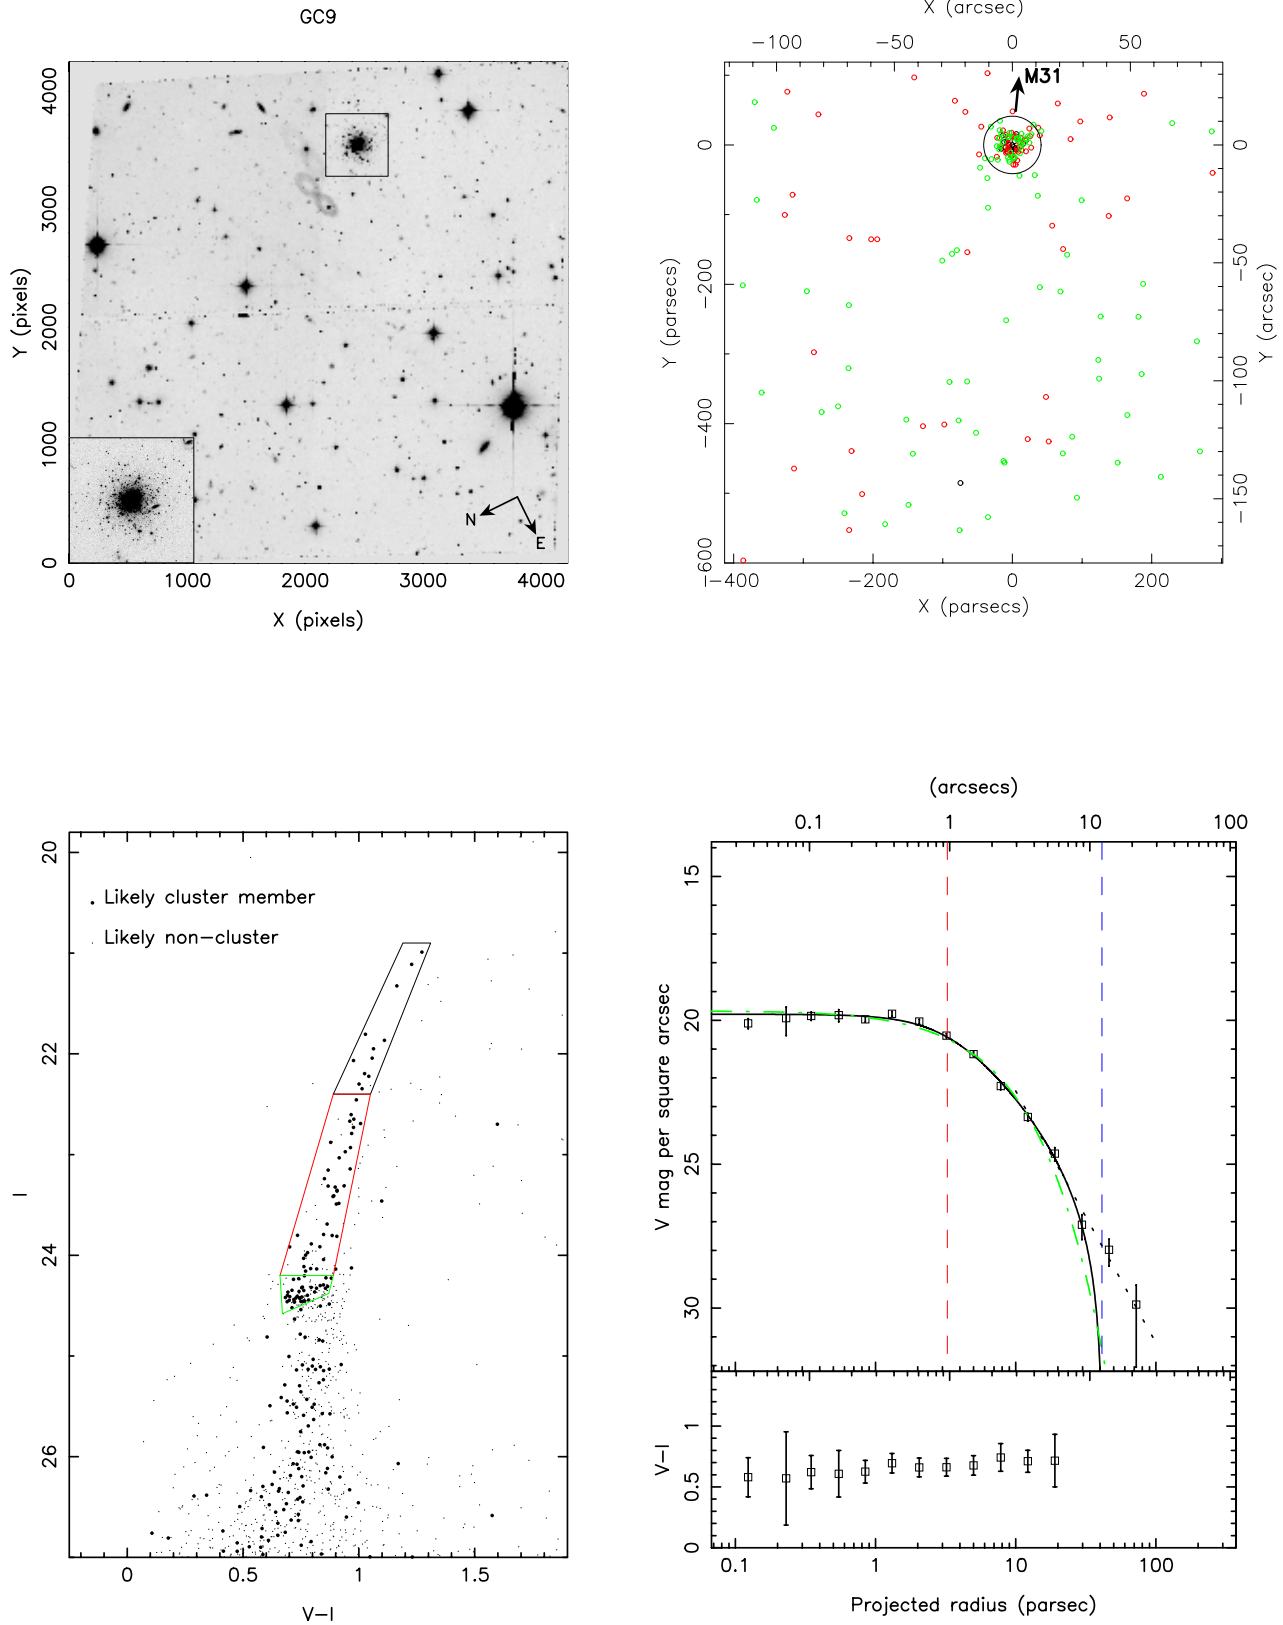 GC9
4000
3000
2000
1000
0
Y (pixels)
0 1000 2000 3000 4000
X (pixels)
N
E
X (arcsec)
−100 −50 0 50
M31
0
−200
−400
−600
Y (parsecs)
0
−50
−100
−150
Y (arcsec)
−400 −200 0 200
X (parsecs)
20
22
24
26
I
Likely cluster member
Likely non−cluster
0 0.5 1 1.5
V−I
(arcsecs)
0.1 1 10 100
15
20
25
30
V mag per square arcsec
1
0.5
0
V−I
0.1 1 10 100
Projected radius (parsec)